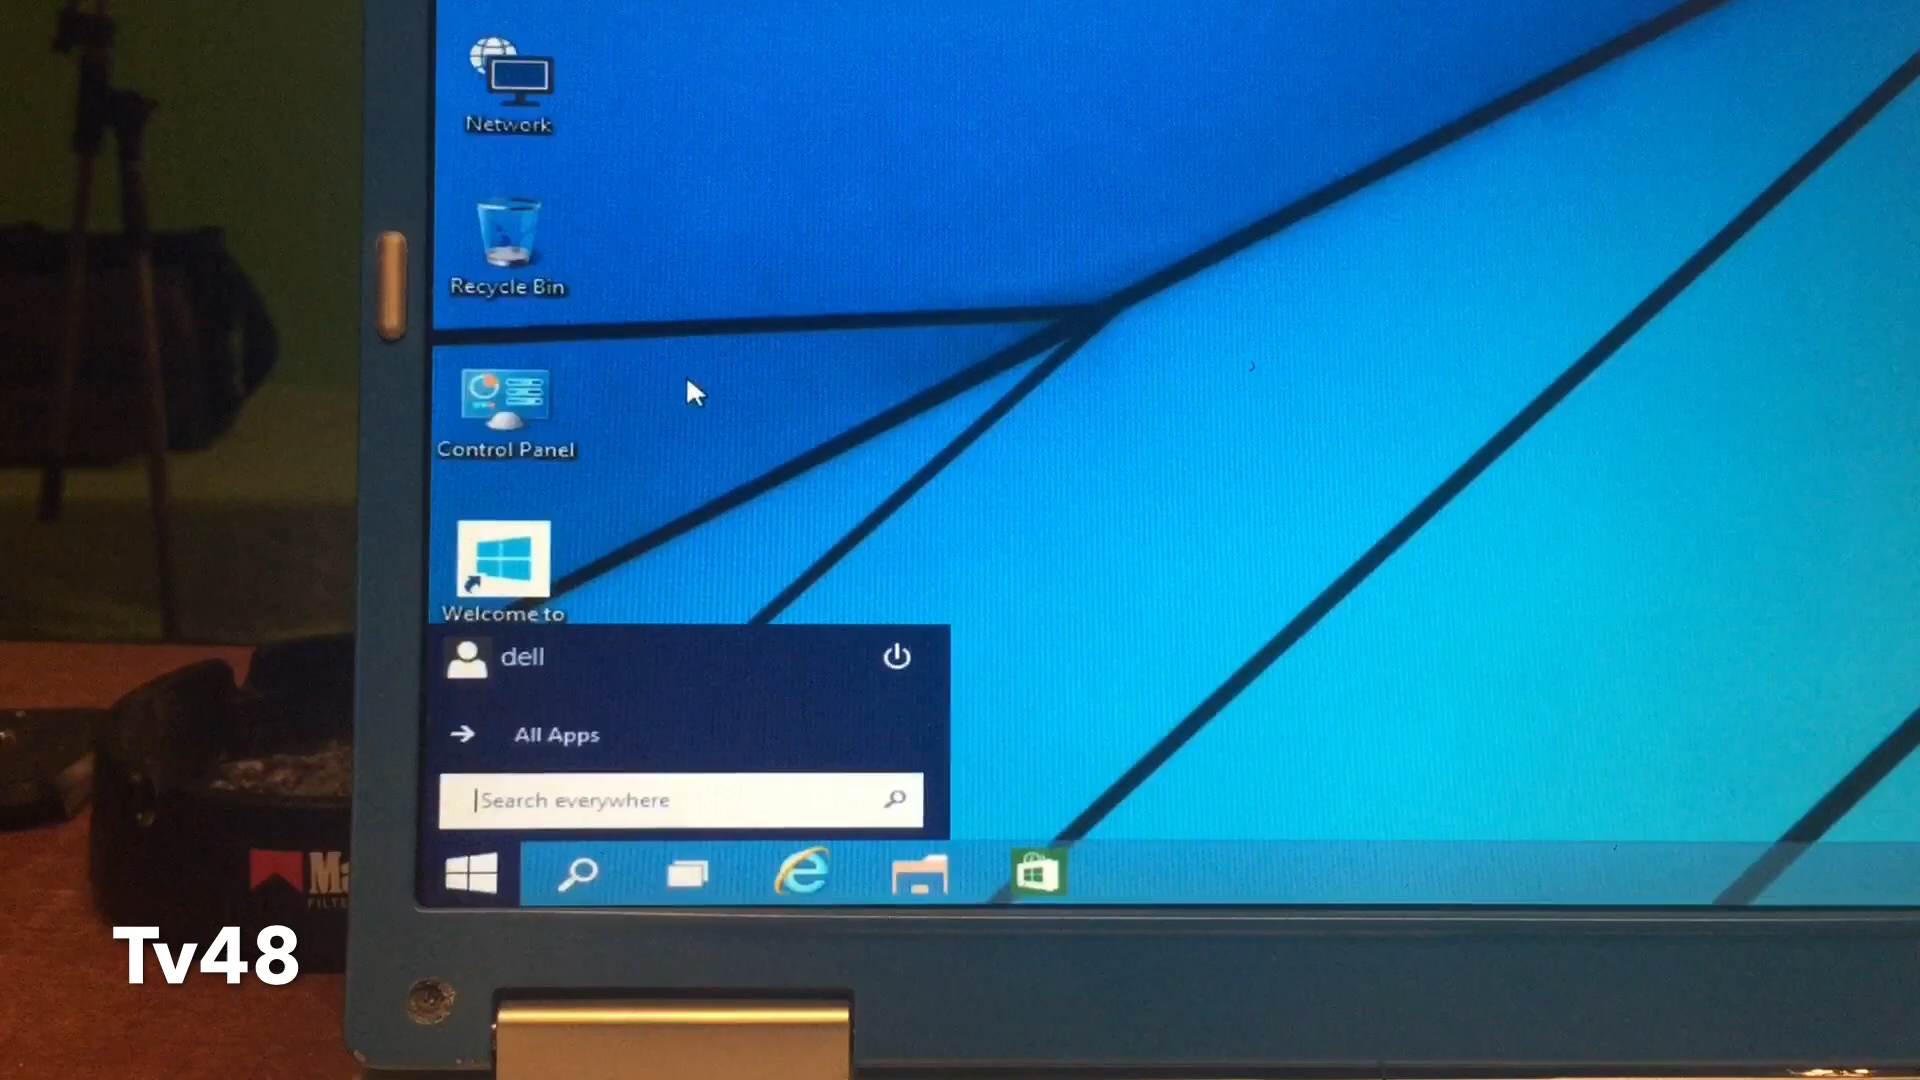 Network
Recycle Bin
Control Panel
Welcome to
dell
All Apps
Search everywhere
Tv48